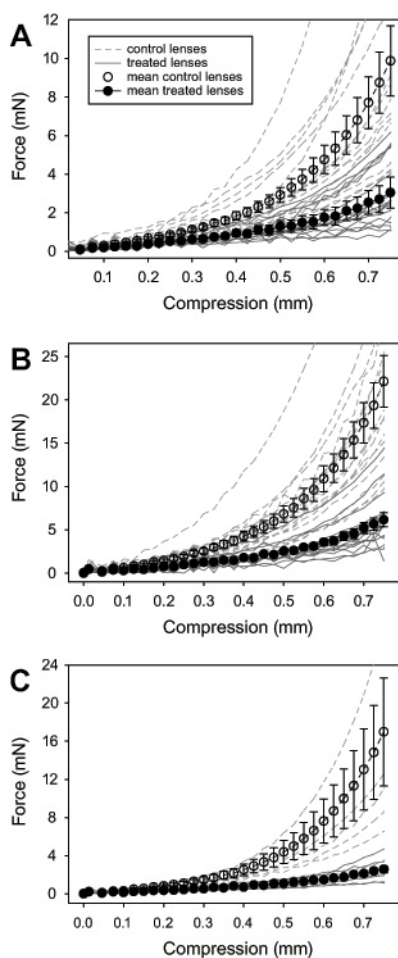 A
Force (mN)
12
10
8
6
4
2
0
control lenses
treated lenses
mean control lenses
mean treated lenses
0.1 0.2 0.3 0.4 0.5 0.6 0.7
Compression (mm)
B
Force (mN)
25
20
15
10
5
0
0.0 0.1 0.2 0.3 0.4 0.5 0.6 0.7
Compression (mm)
C
Force (mN)
24
20
16
12
8
4
0
0.0 0.1 0.2 0.3 0.4 0.5 0.6 0.7
Compression (mm)